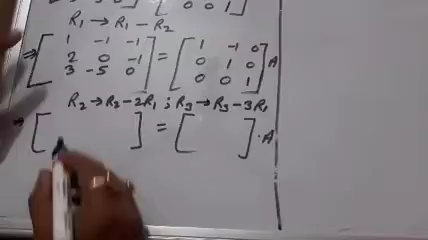 0 0 1
R₁ → R₁ - R₂
⇒ [ 1 -1 -1 ] = [ 1 -1 0 ] A
2 0 -1 0 1 0
3 -5 0 0 0 1
R₂ → R₂ - 2R₁ ; R₃ → R₃ - 3R₁
⇒ [ ] = [ ] . A